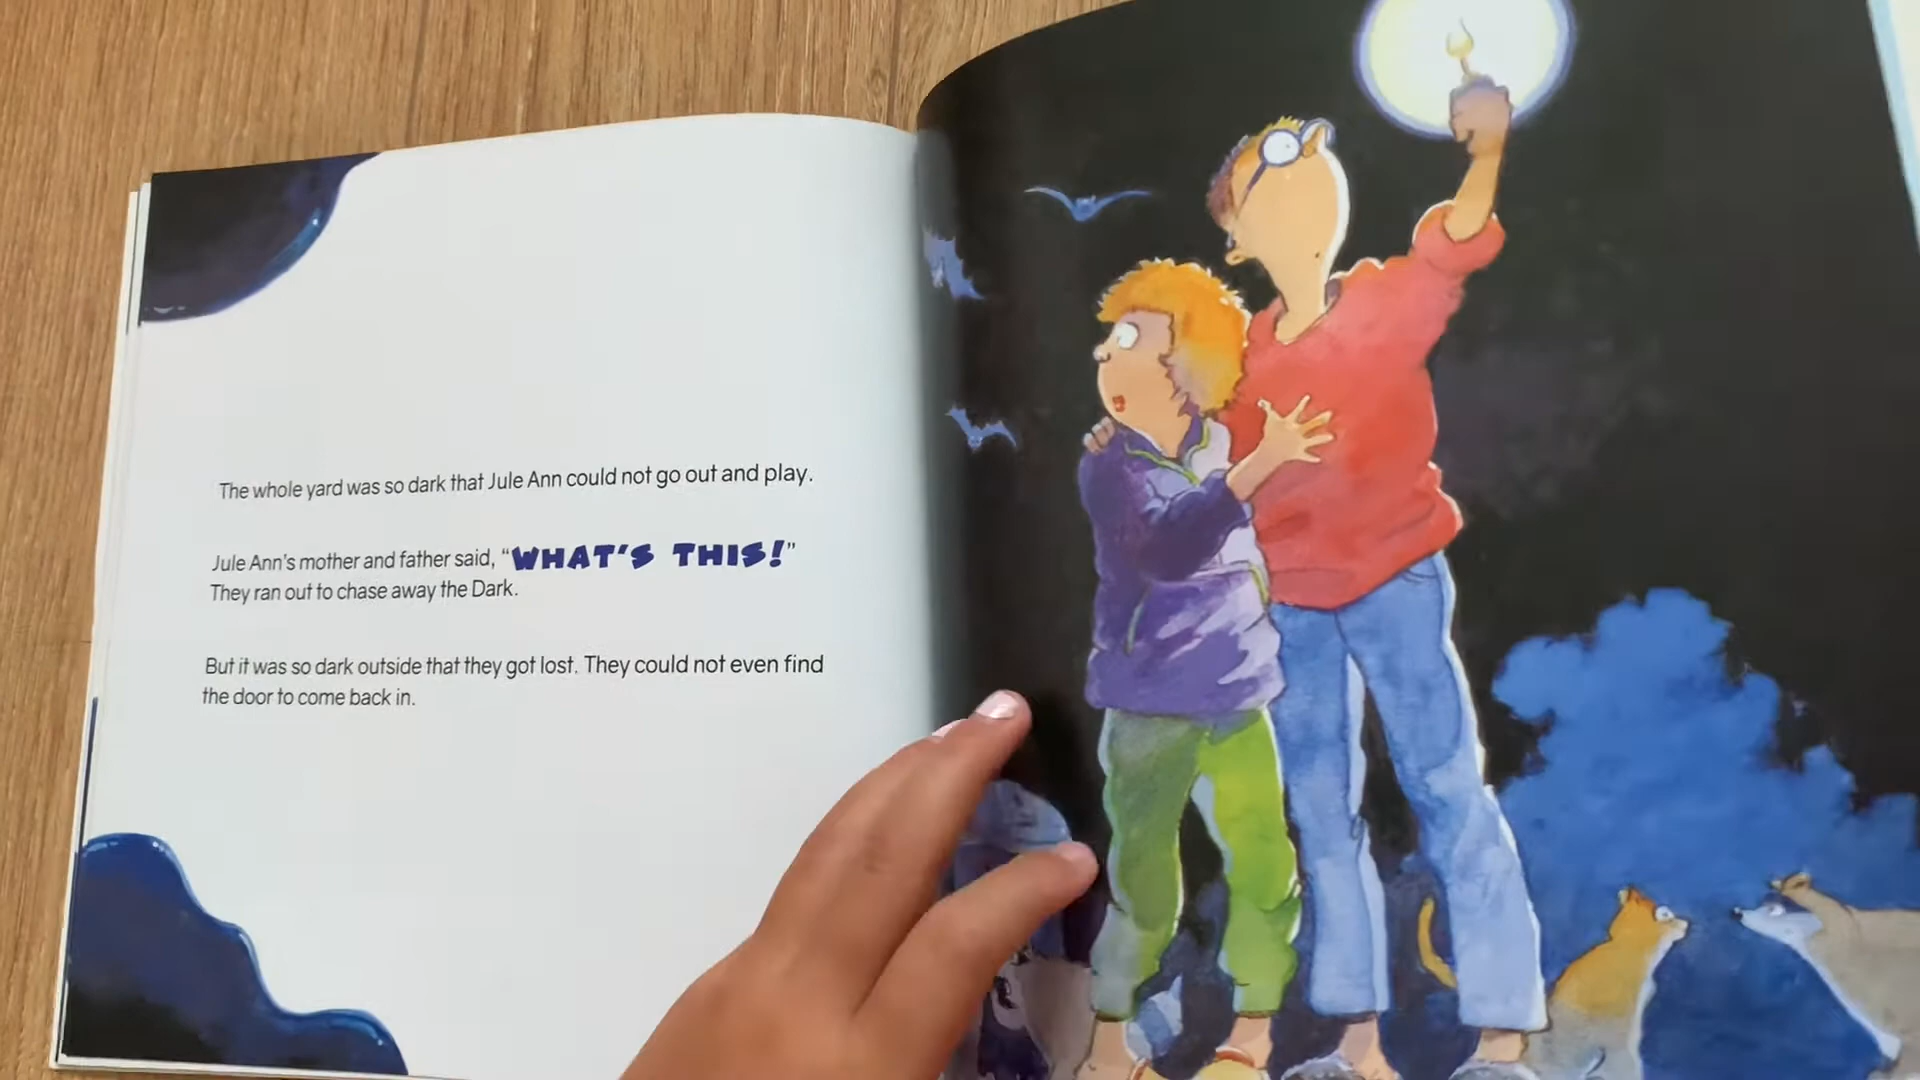 The whole yard was so dark that Jule Ann could not go out and play.
Jule Ann's mother and father said, “WHAT'S THIS!”
They ran out to chase away the Dark.
But it was so dark outside that they got lost. They could not even find
the door to come back in.